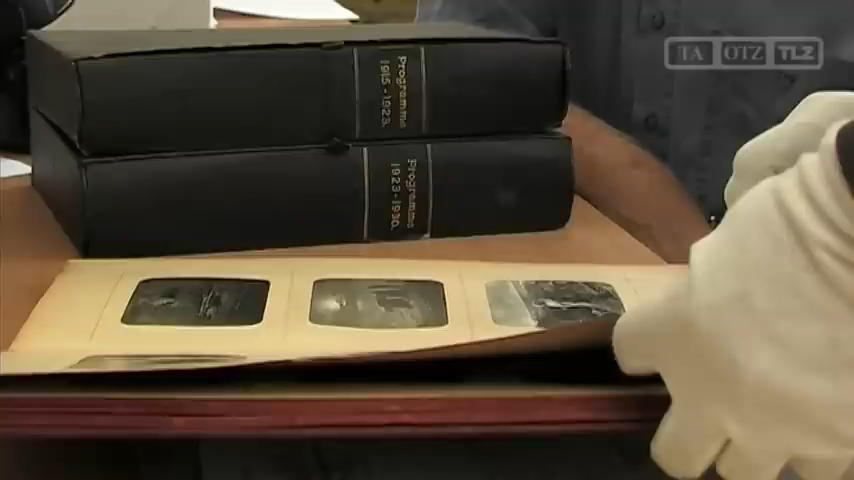 TA OTZ TLZ
Programme
1915-1923.
Programme
1923-1930.